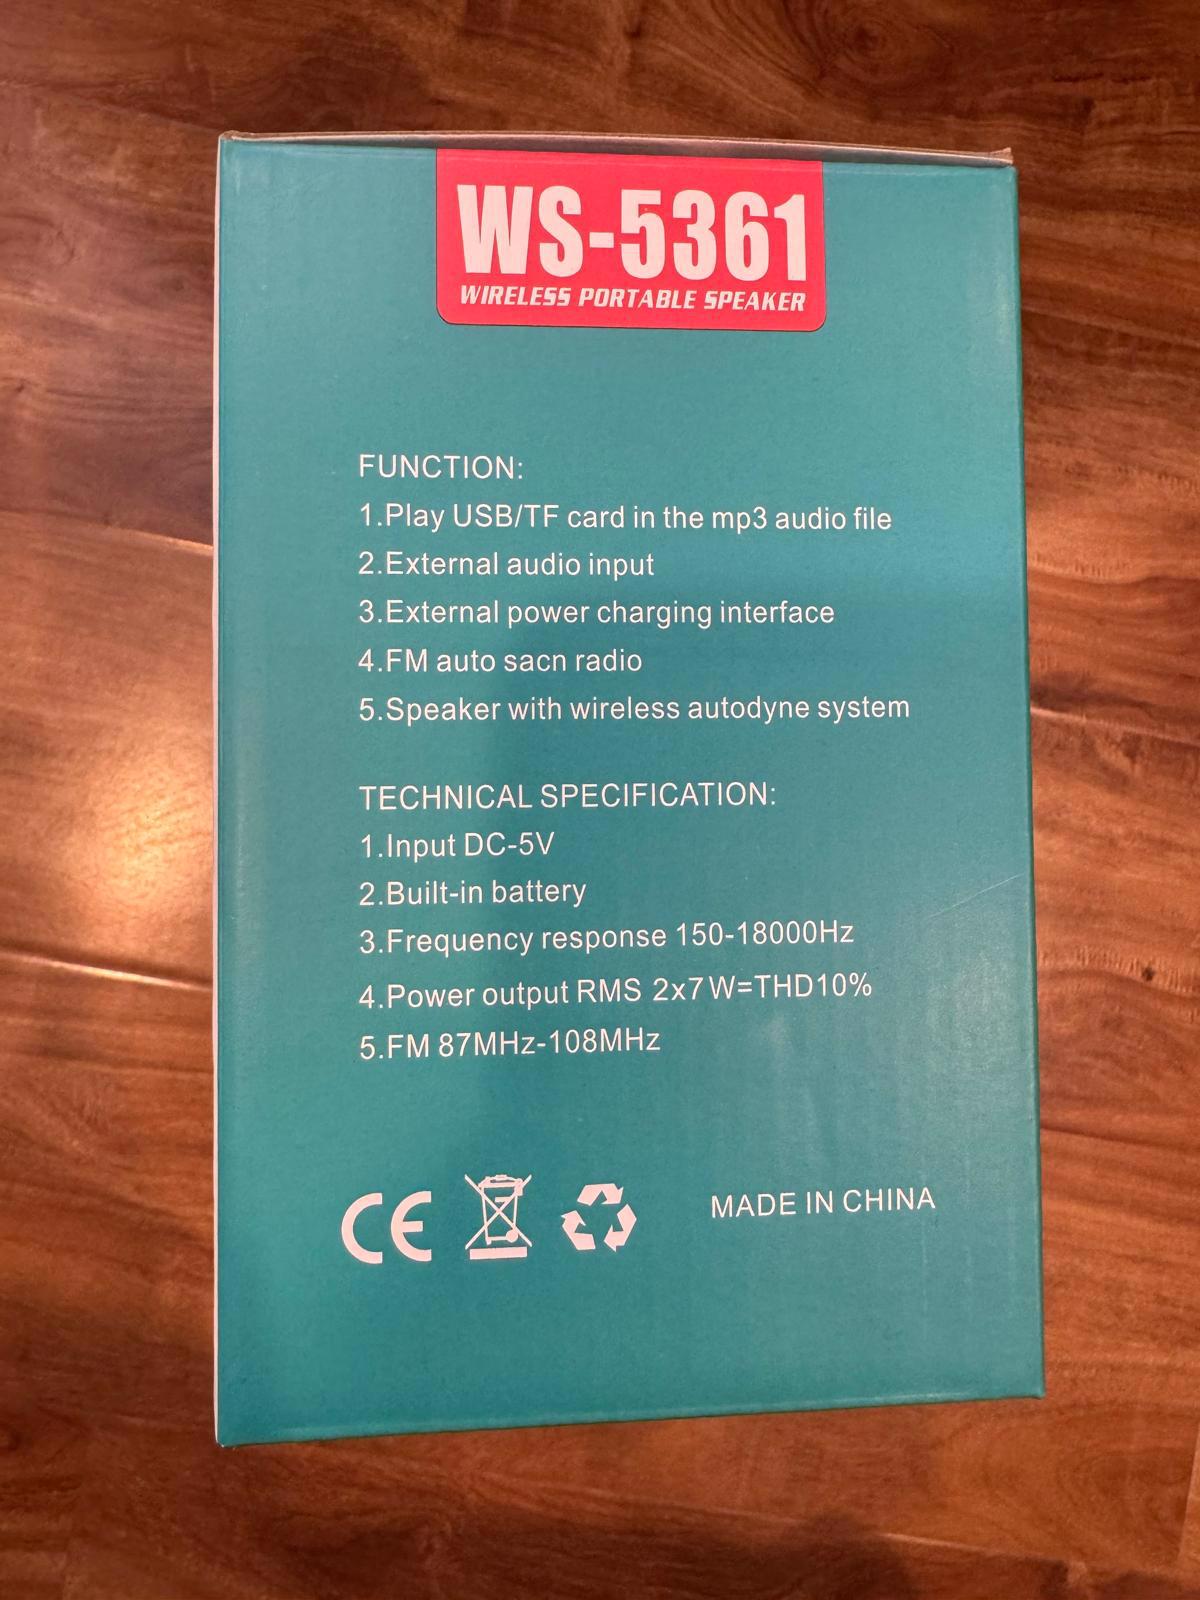 WS-5361
WIRELESS PORTABLE SPEAKER
FUNCTION:
1.Play USB/TF card in the mp3 audio file
2.External audio input
3.External power charging interface
4.FM auto sacn radio
5.Speaker with wireless autodyne system
TECHNICAL SPECIFICATION:
1.Input DC-5V
2.Built-in battery
3.Frequency response 150-18000Hz
4.Power output RMS 2x7W=THD10%
5.FM 87MHz-108MHz
CE
MADE IN CHINA